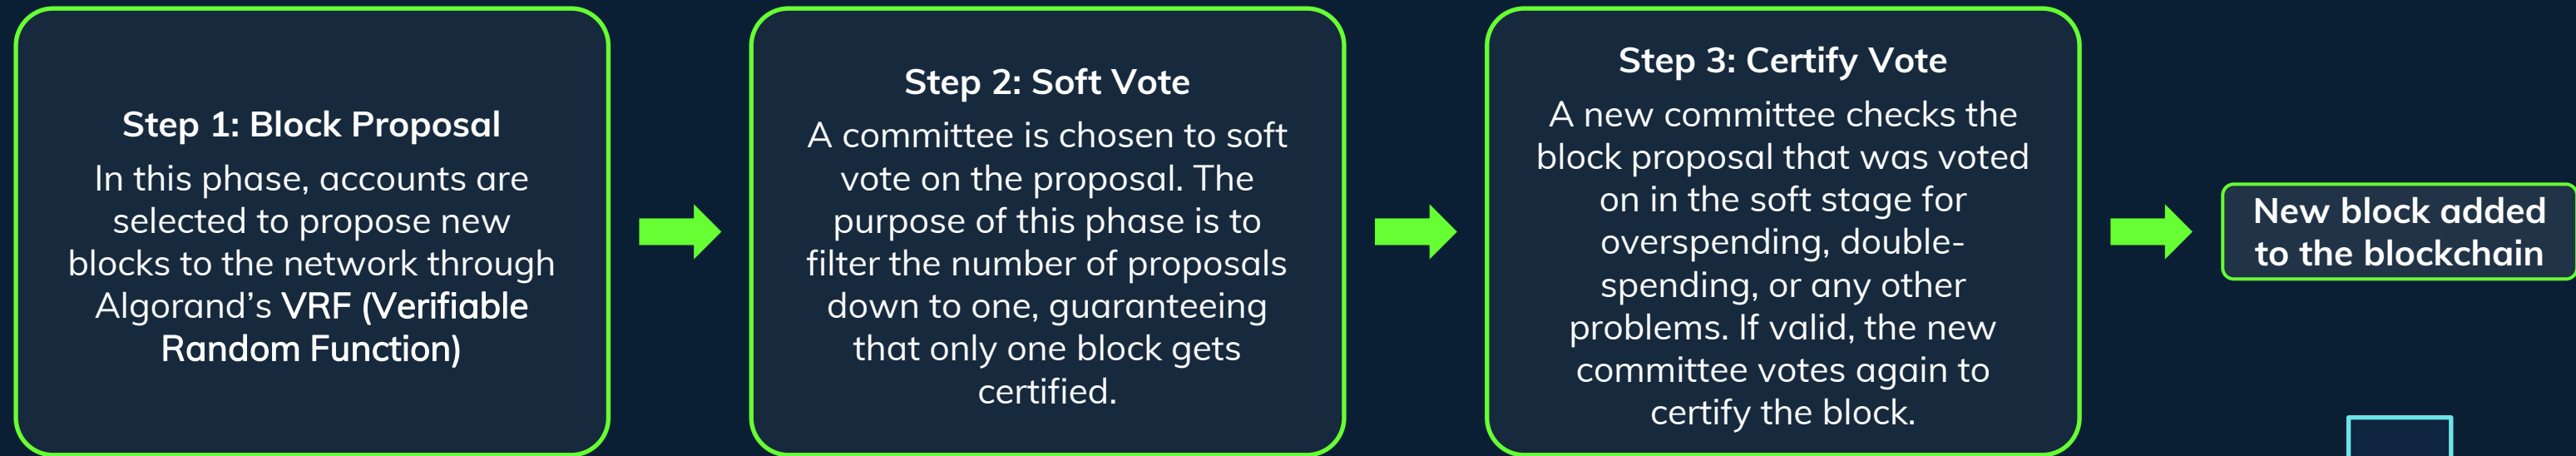 Step 1: Block Proposal
In this phase, accounts are
selected to propose new
blocks to the network through
Algorand’s VRF (Verifiable
Random Function)
Step 2: Soft Vote
A committee is chosen to soft
vote on the proposal. The
purpose of this phase is to
filter the number of proposals
down to one, guaranteeing
that only one block gets
certified.
Step 3: Certify Vote
A new committee checks the
block proposal that was voted
on in the soft stage for
overspending, double-
spending, or any other
problems. If valid, the new
committee votes again to
certify the block.
New block added
to the blockchain